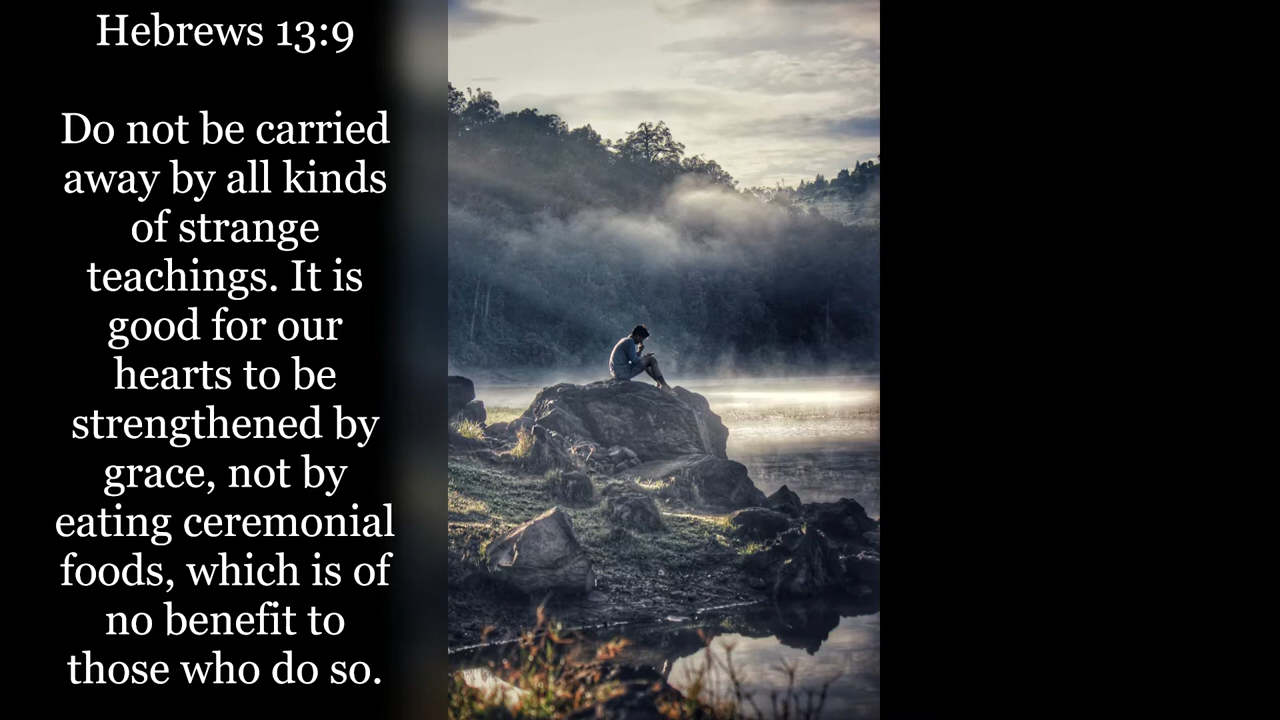 Hebrews 13:9
Do not be carried
away by all kinds
of strange
teachings. It is
good for our
hearts to be
strengthened by
grace, not by
eating ceremonial
foods, which is of
no benefit to
those who do so.